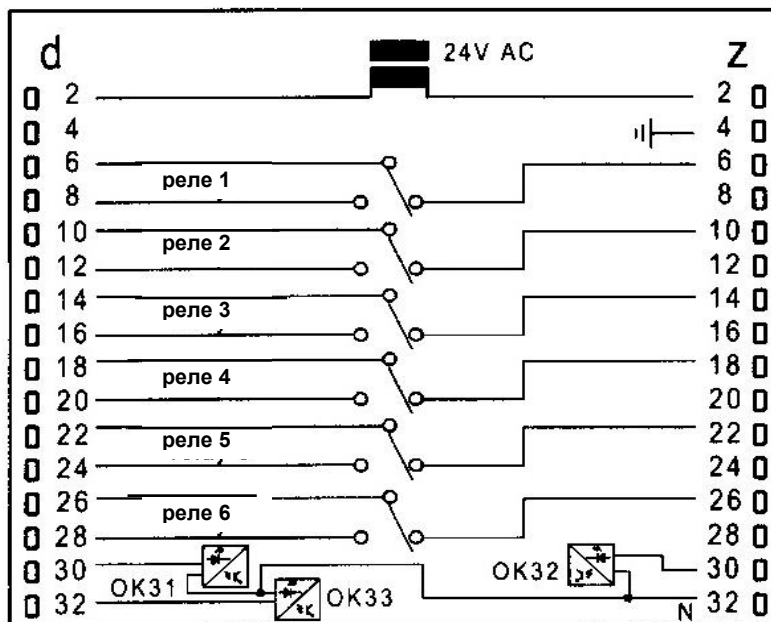 d 24V AC z
2 2
4 4
6 6
реле 1
8 8
10 10
реле 2
12 12
14 14
реле 3
16 16
18 18
реле 4
20 20
22 22
реле 5
24 24
26 26
реле 6
28 28
30 OK31 OK32 30
32 OK33 N 32